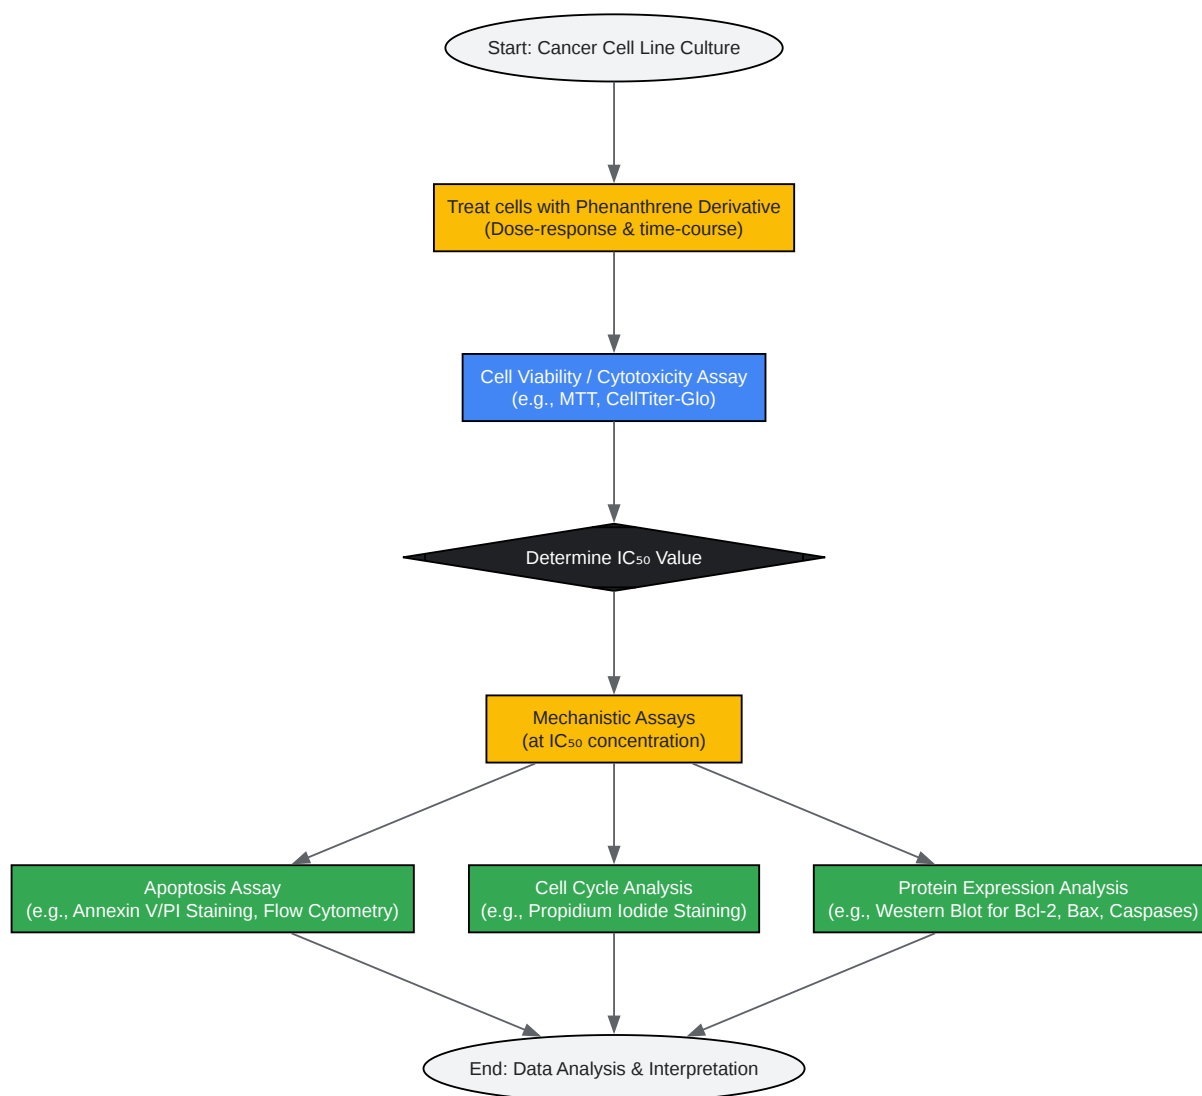 Start: Cancer Cell Line Culture
Treat cells with Phenanthrene Derivative
(Dose-response & time-course)
Cell Viability / Cytotoxicity Assay
(e.g., MTT, CellTiter-Glo)
Determine IC₅₀ Value
Mechanistic Assays
(at IC₅₀ concentration)
Apoptosis Assay
(e.g., Annexin V/PI Staining, Flow Cytometry)
Cell Cycle Analysis
(e.g., Propidium Iodide Staining)
Protein Expression Analysis
(e.g., Western Blot for Bcl-2, Bax, Caspases)
End: Data Analysis & Interpretation